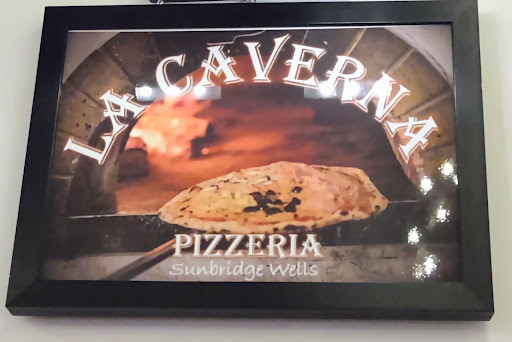 LA CAVERNA
PIZZERIA
Sunbridge Wells